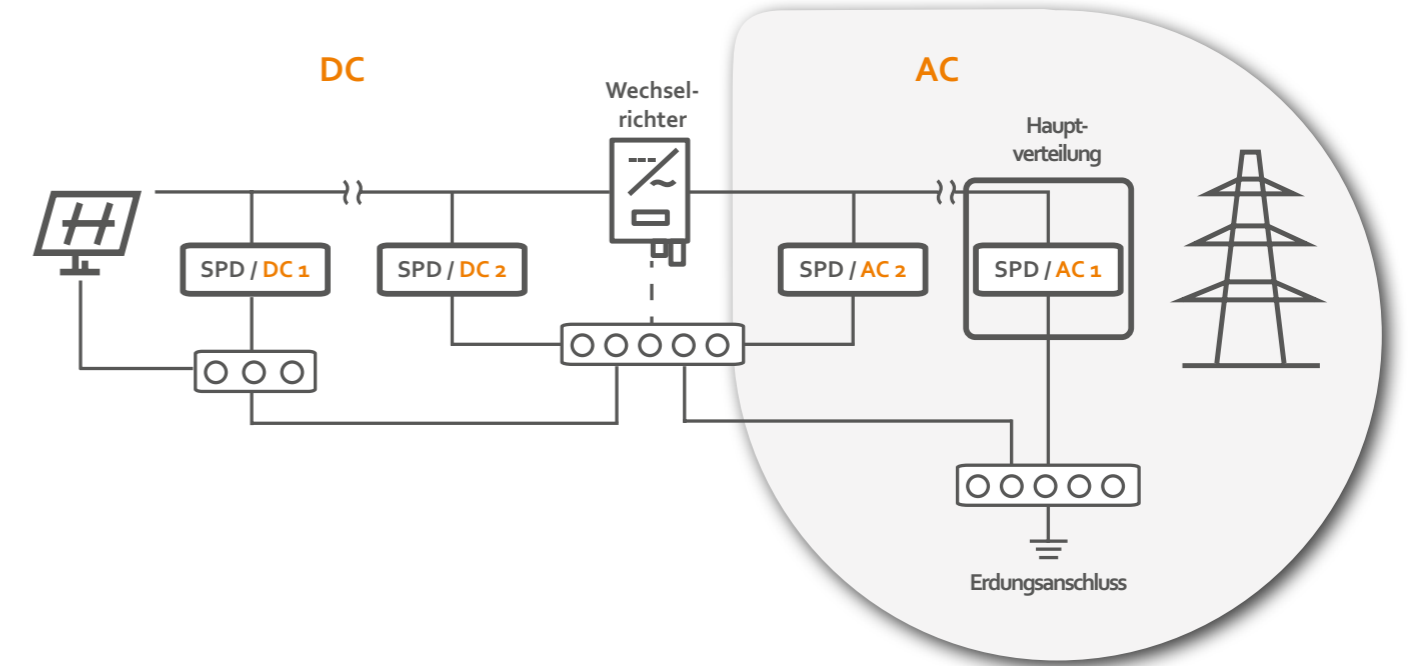 DC
AC
Wechsel-
richter
Haupt-
verteilung
SPD / DC 1
SPD / DC 2
SPD / AC 2
SPD / AC 1
Erdungsanschluss